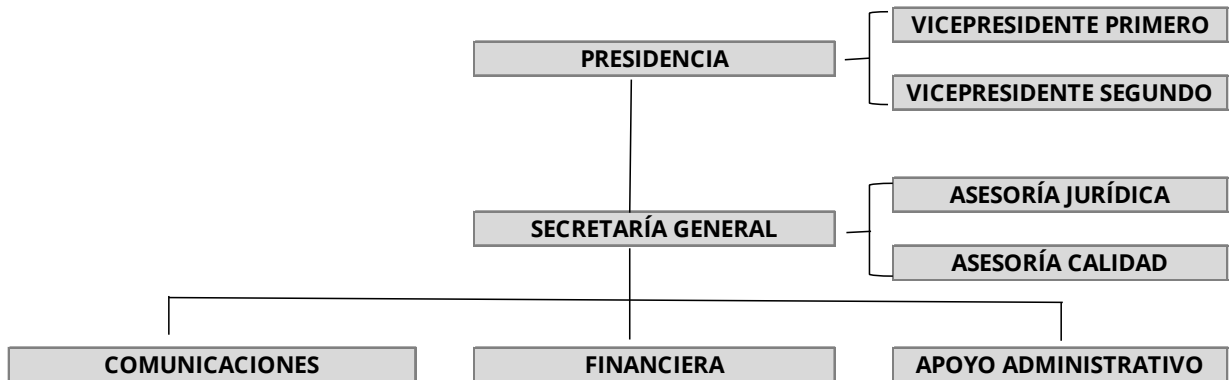 VICEPRESIDENTE PRIMERO
PRESIDENCIA
VICEPRESIDENTE SEGUNDO
ASESORÍA JURÍDICA
SECRETARÍA GENERAL
ASESORÍA CALIDAD
COMUNICACIONES
FINANCIERA
APOYO ADMINISTRATIVO